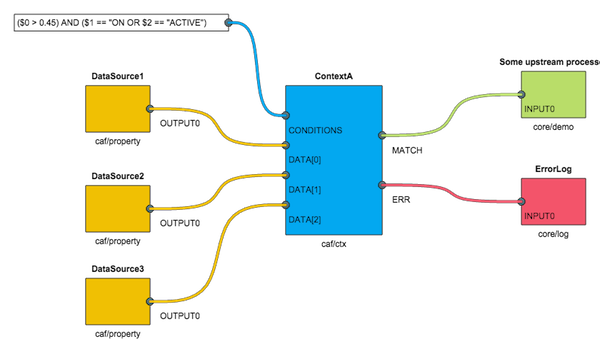 ($0 > 0.45) AND ($1 == "ON OR $2 == "ACTIVE")
DataSource1
OUTPUT0
caf/property
DataSource2
OUTPUT0
caf/property
DataSource3
OUTPUT0
caf/property
ContextA
CONDITIONS
DATA[0]
DATA[1]
DATA[2]
MATCH
ERR
caf/ctx
Some upstream processe
INPUT0
core/demo
ErrorLog
INPUT0
core/log